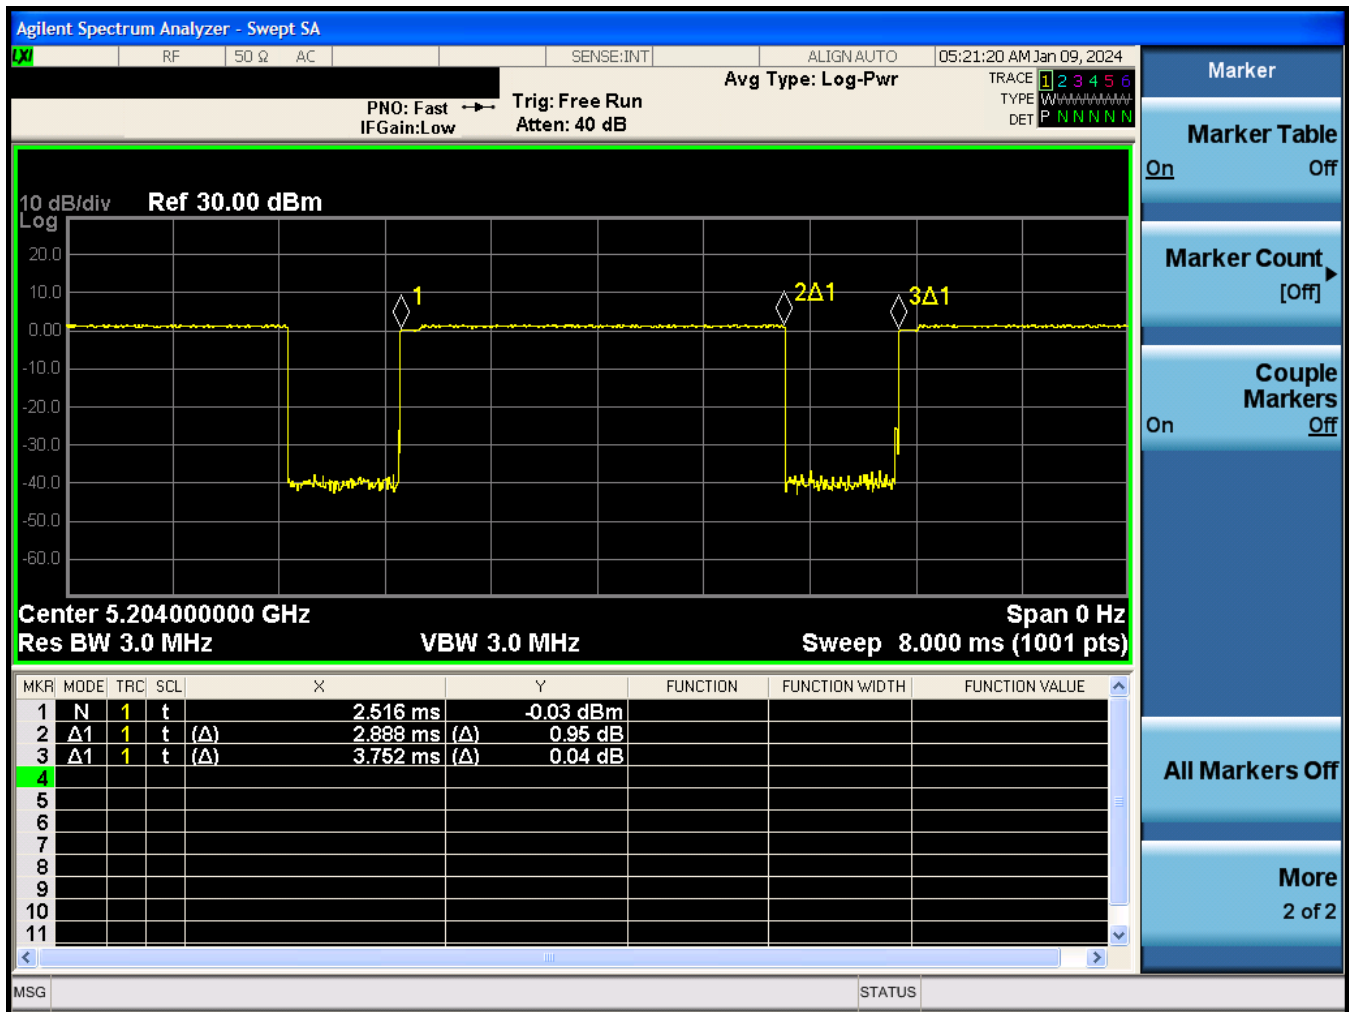 Agilent Spectrum Analyzer - Swept SA
LXI RF 50 Ω AC SENSE:INT ALIGN AUTO 05:21:20 AM Jan 09, 2024
Avg Type: Log-Pwr TRACE 1 2 3 4 5 6
PNO: Fast Trig: Free Run TYPE WWWWWW
IFGain:Low Atten: 40 dB DET P N N N N N
10 dB/div Ref 30.00 dBm
Log
20.0
10.0
0.00
-10.0
-20.0
-30.0
-40.0
-50.0
-60.0
1
2Δ1
3Δ1
Center 5.204000000 GHz Span 0 Hz
Res BW 3.0 MHz VBW 3.0 MHz Sweep 8.000 ms (1001 pts)
MKR MODE TRC SCL X Y FUNCTION FUNCTION WIDTH FUNCTION VALUE
1 N 1 t 2.516 ms -0.03 dBm
2 Δ1 1 t (Δ) 2.888 ms (Δ) 0.95 dB
3 Δ1 1 t (Δ) 3.752 ms (Δ) 0.04 dB
4
5
6
7
8
9
10
11
MSG STATUS
Marker
Marker Table
On Off
Marker Count
[Off]
Couple
Markers
On Off
All Markers Off
More
2 of 2